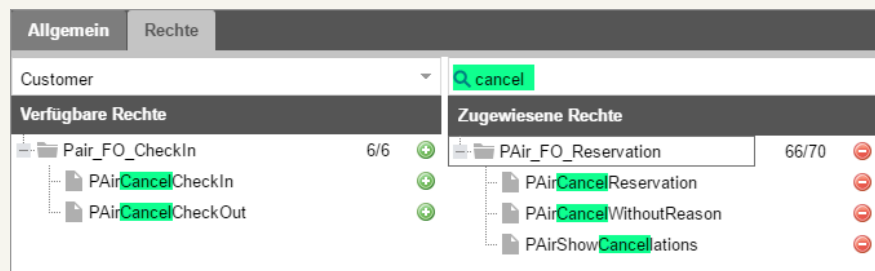 Allgemein
Rechte
Customer
cancel
Verfügbare Rechte
Zugewiesene Rechte
Pair_FO_CheckIn 6/6
PAirCancelCheckIn
PAirCancelCheckOut
PAir_FO_Reservation 66/70
PAirCancelReservation
PAirCancelWithoutReason
PAirShowCancellations